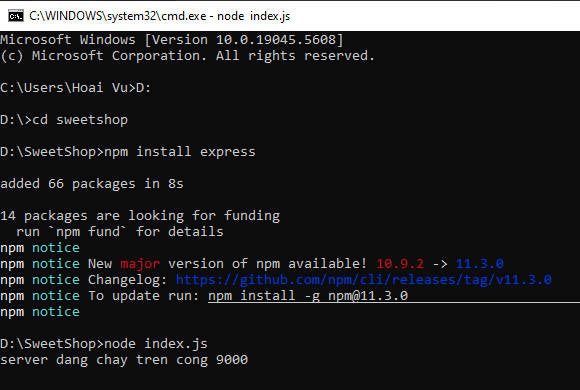 C:\WINDOWS\system32\cmd.exe - node index.js
Microsoft Windows [Version 10.0.19045.5608]
(c) Microsoft Corporation. All rights reserved.
C:\Users\Hoai Vu>D:
D:\>cd sweetshop
D:\SweetShop>npm install express
added 66 packages in 8s
14 packages are looking for funding
  run `npm fund` for details
npm notice
npm notice New major version of npm available! 10.9.2 -> 11.3.0
npm notice Changelog: https://github.com/npm/cli/releases/tag/v11.3.0
npm notice To update run: npm install -g npm@11.3.0
npm notice
D:\SweetShop>node index.js
server dang chay tren cong 9000